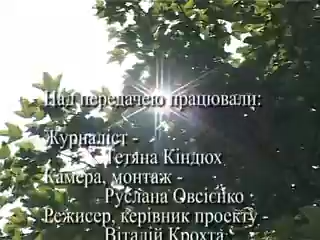 Над передачею працювали:
Журналіст -
Тетяна Кіндюх
Камера, монтаж -
Руслана Овсієнко
Режисер, керівник проекту -
Віталій Крохта